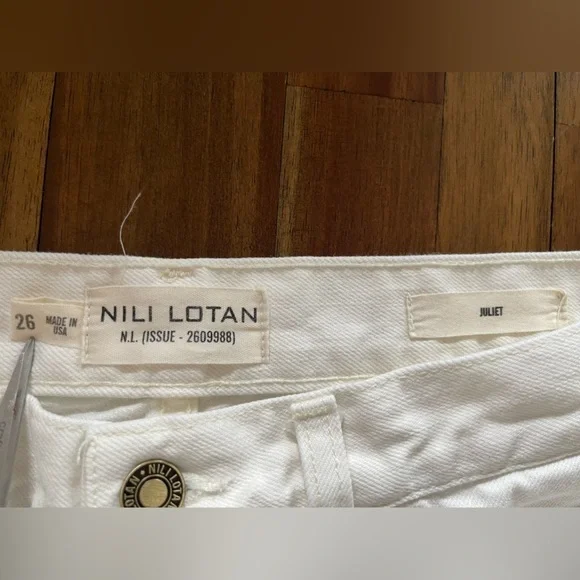 26
MADE IN
USA
NILI LOTAN
N.L. (ISSUE - 2609988)
JULIET
NILI LOTAN